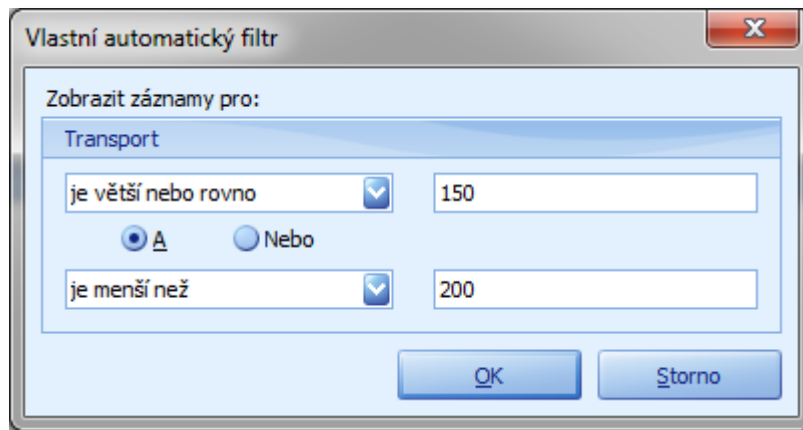 Vlastní automatický filtr
Zobrazit záznamy pro:
Transport
je větší nebo rovno 150
A Nebo
je menší než 200
OK Storno